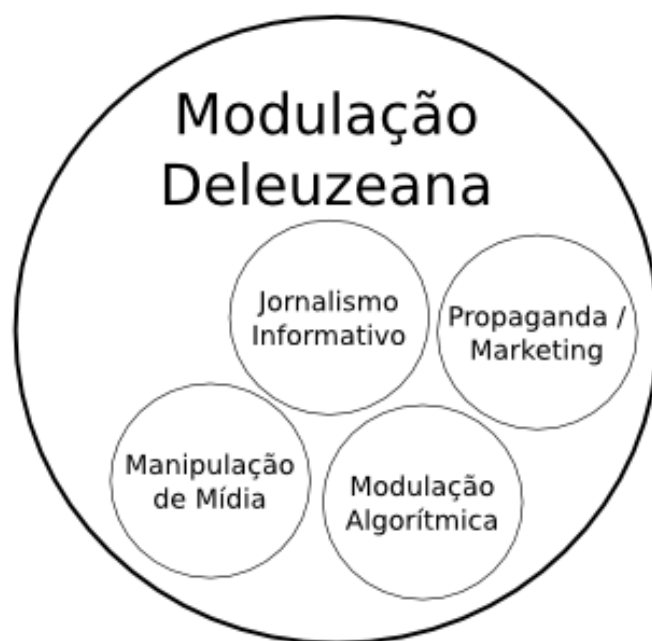 Modulação
Deleuzeana
Jornalismo
Informativo
Propaganda /
Marketing
Manipulação
de Mídia
Modulação
Algorítmica